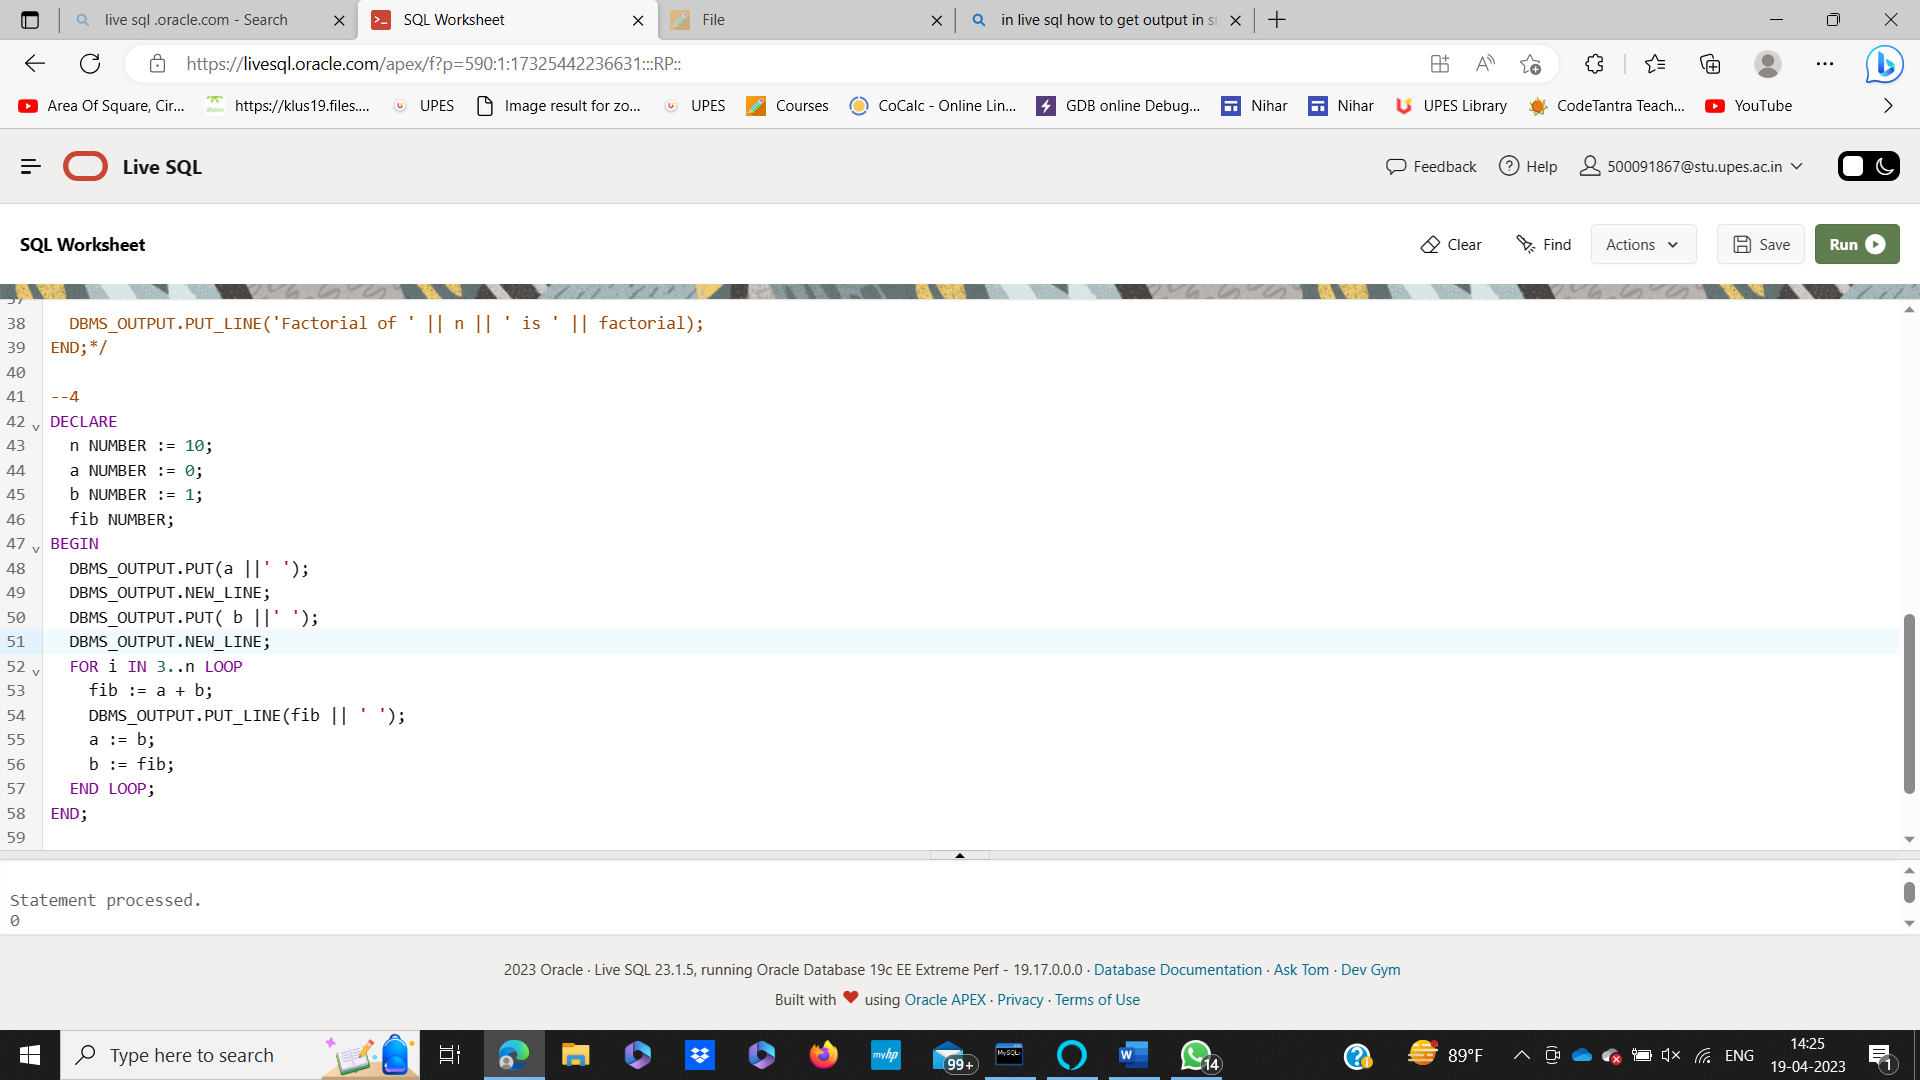 live sql .oracle.com - Search
SQL Worksheet
File
in live sql how to get output in si
https://livesql.oracle.com/apex/f?p=590:1:17325442236631:::RP::
Area Of Square, Cir...
https://klus19.files....
UPES
Image result for zo...
UPES
Courses
CoCalc - Online Lin...
GDB online Debug...
Nihar
Nihar
UPES Library
CodeTantra Teach...
YouTube
Live SQL
Feedback
Help
500091867@stu.upes.ac.in
SQL Worksheet
Clear
Find
Actions
Save
Run
37
38 DBMS_OUTPUT.PUT_LINE('Factorial of ' || n || ' is ' || factorial);
39 END;*/
40
41 --4
42 DECLARE
43 n NUMBER := 10;
44 a NUMBER := 0;
45 b NUMBER := 1;
46 fib NUMBER;
47 BEGIN
48 DBMS_OUTPUT.PUT(a ||' ');
49 DBMS_OUTPUT.NEW_LINE;
50 DBMS_OUTPUT.PUT( b ||' ');
51 DBMS_OUTPUT.NEW_LINE;
52 FOR i IN 3..n LOOP
53 fib := a + b;
54 DBMS_OUTPUT.PUT_LINE(fib || ' ');
55 a := b;
56 b := fib;
57 END LOOP;
58 END;
59
Statement processed.
0
2023 Oracle · Live SQL 23.1.5, running Oracle Database 19c EE Extreme Perf - 19.17.0.0.0 · Database Documentation · Ask Tom · Dev Gym
Built with ❤ using Oracle APEX · Privacy · Terms of Use
Type here to search
myhp
99+
MySQL
W
14
89°F
ENG
14:25
19-04-2023
1